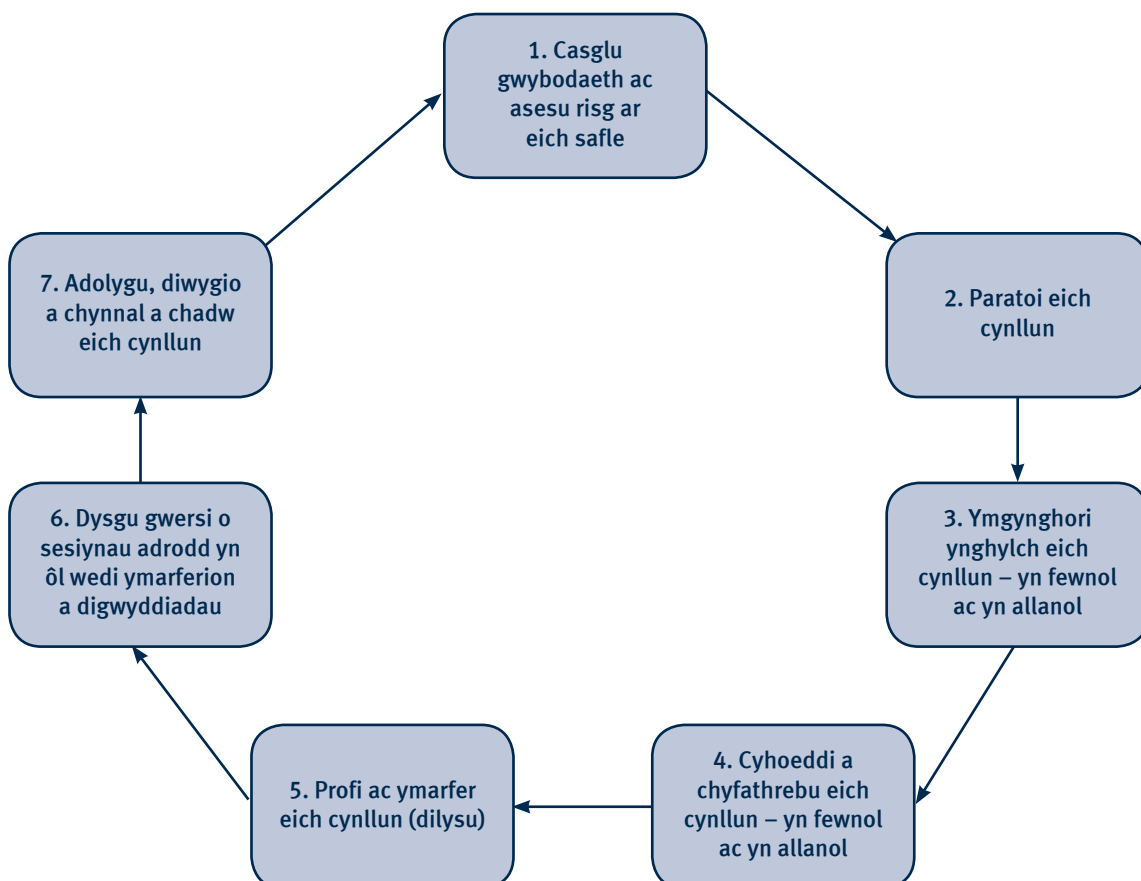 1. Casglu
gwybodaeth ac
asesu risg ar
eich safle
2. Paratoi eich
cynllun
3. Ymgynghori
ynghylch eich
cynllun – yn fewnol
ac yn allanol
4. Cyhoeddi a
chyfathrebu eich
cynllun – yn fewnol
ac yn allanol
5. Profi ac ymarfer
eich cynllun (dilysu)
6. Dysgu gwersi o
sesiynau adrodd yn
ôl wedi ymarferion
a digwyddiadau
7. Adolygu, diwygio
a chynnal a chadw
eich cynllun